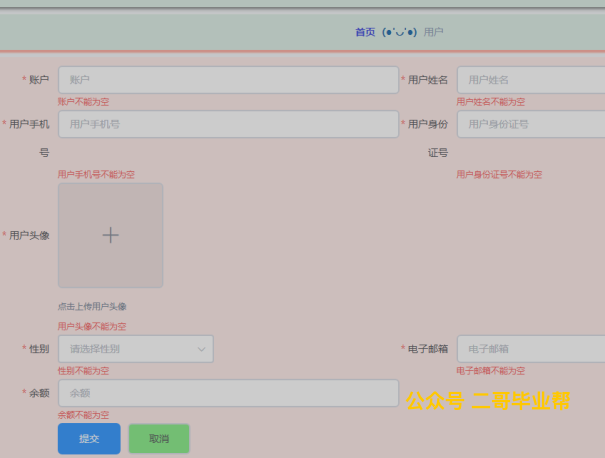 首页 (●'◡'●) 用户
* 账户 账户 * 用户姓名 用户姓名
账户不能为空 用户姓名不能为空
* 用户手机号 用户手机号 * 用户身份证号 用户身份证号
用户手机号不能为空 用户身份证号不能为空
* 用户头像 +
点击上传用户头像
用户头像不能为空
* 性别 请选择性别 * 电子邮箱 电子邮箱
性别不能为空 电子邮箱不能为空
* 余额 余额
公众号 二哥毕业帮
余额不能为空
提交 取消